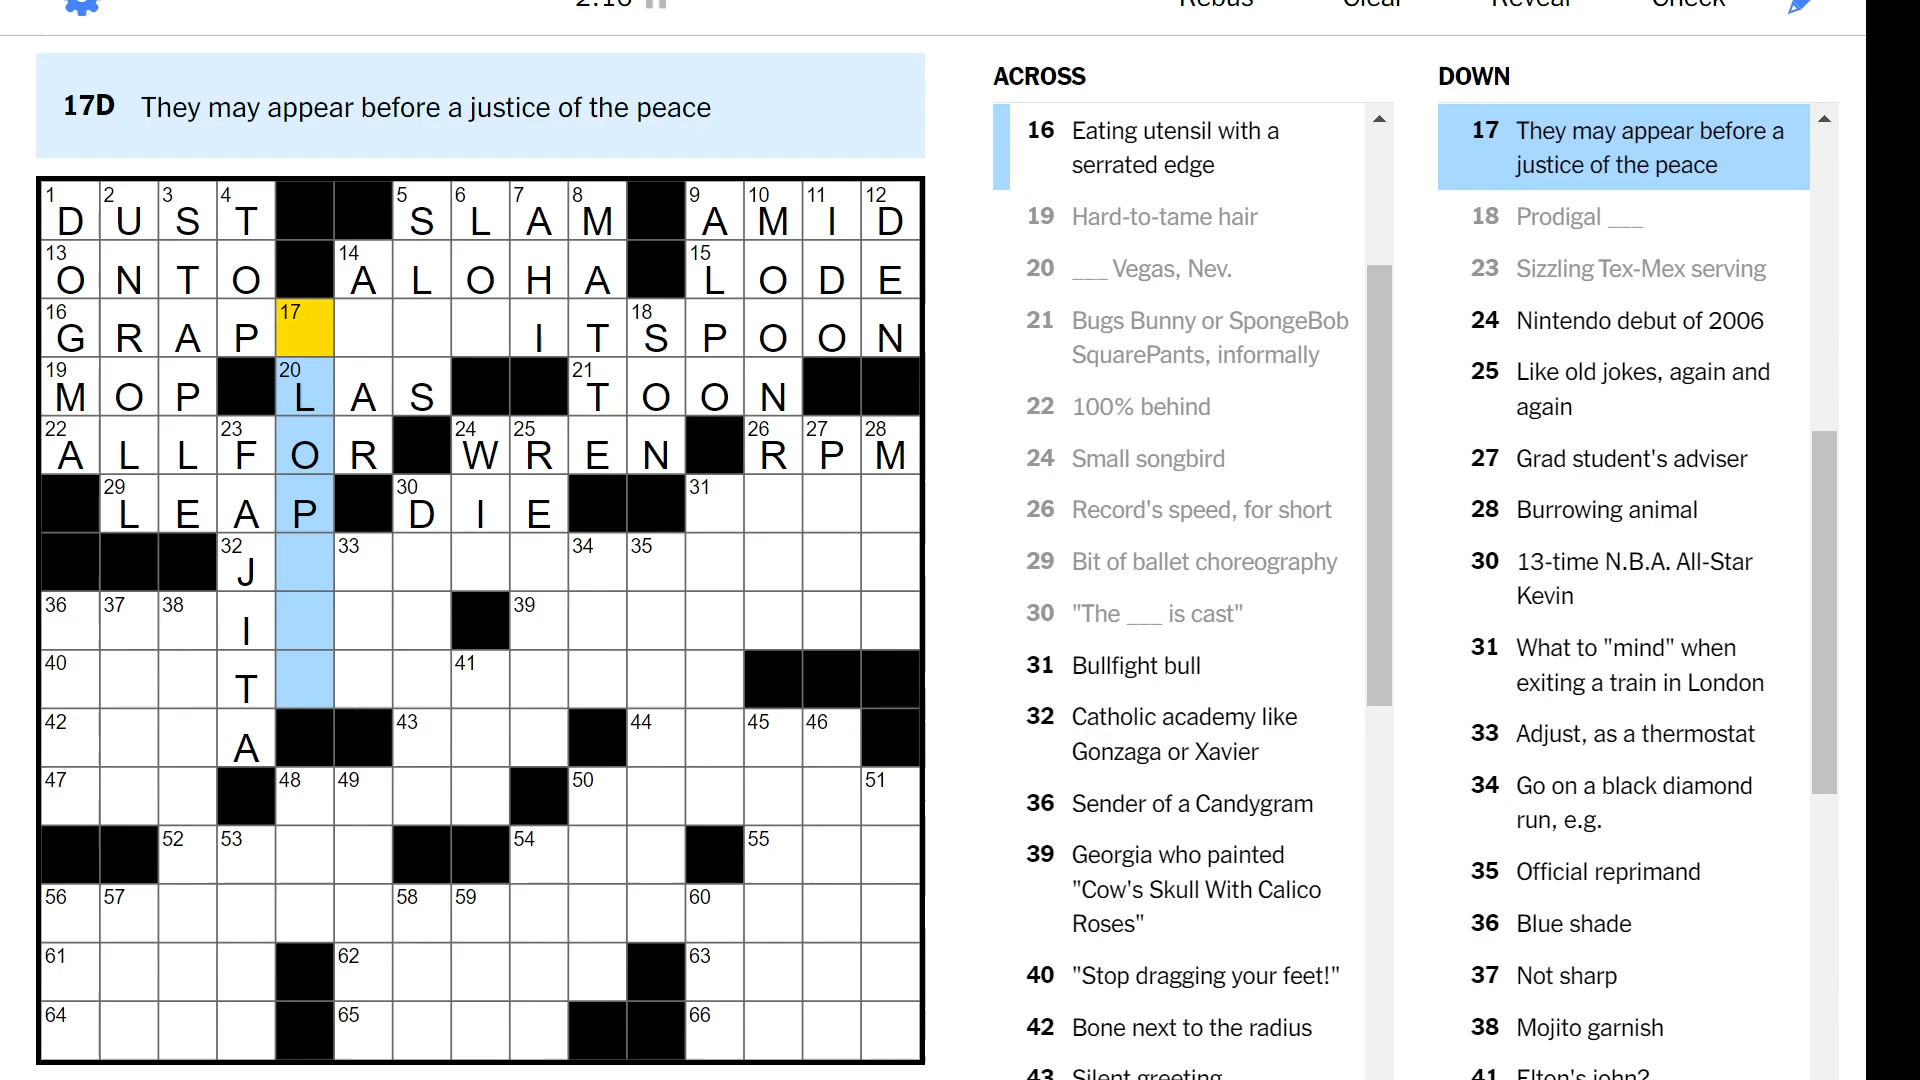 17D They may appear before a justice of the peace
ACROSS
16 Eating utensil with a
serrated edge
19 Hard-to-tame hair
20 ___ Vegas, Nev.
21 Bugs Bunny or SpongeBob
SquarePants, informally
22 100% behind
24 Small songbird
26 Record's speed, for short
29 Bit of ballet choreography
30 "The ___ is cast"
31 Bullfight bull
32 Catholic academy like
Gonzaga or Xavier
36 Sender of a Candygram
39 Georgia who painted
"Cow's Skull With Calico
Roses"
40 "Stop dragging your feet!"
42 Bone next to the radius
43 Silent greeting
DOWN
17 They may appear before a
justice of the peace
18 Prodigal ___
23 Sizzling Tex-Mex serving
24 Nintendo debut of 2006
25 Like old jokes, again and
again
27 Grad student's adviser
28 Burrowing animal
30 13-time N.B.A. All-Star
Kevin
31 What to "mind" when
exiting a train in London
33 Adjust, as a thermostat
34 Go on a black diamond
run, e.g.
35 Official reprimand
36 Blue shade
37 Not sharp
38 Mojito garnish
41 Elton's john?
1 2 3 4 5 6 7 8 9 10 11 12
D U S T S L A M A M I D
13 14 15
O N T O A L O H A L O D E
16 17 18
G R A P I T S P O O N
19 20 21
M O P L A S T O O N
22 23 24 25 26 27 28
A L L F O R W R E N R P M
29 30 31
L E A P D I E
32 33 34 35
J
36 37 38 39
I
40 41
T
42 43 44 45 46
A
47 48 49 50 51
52 53 54 55
56 57 58 59 60
61 62 63
64 65 66